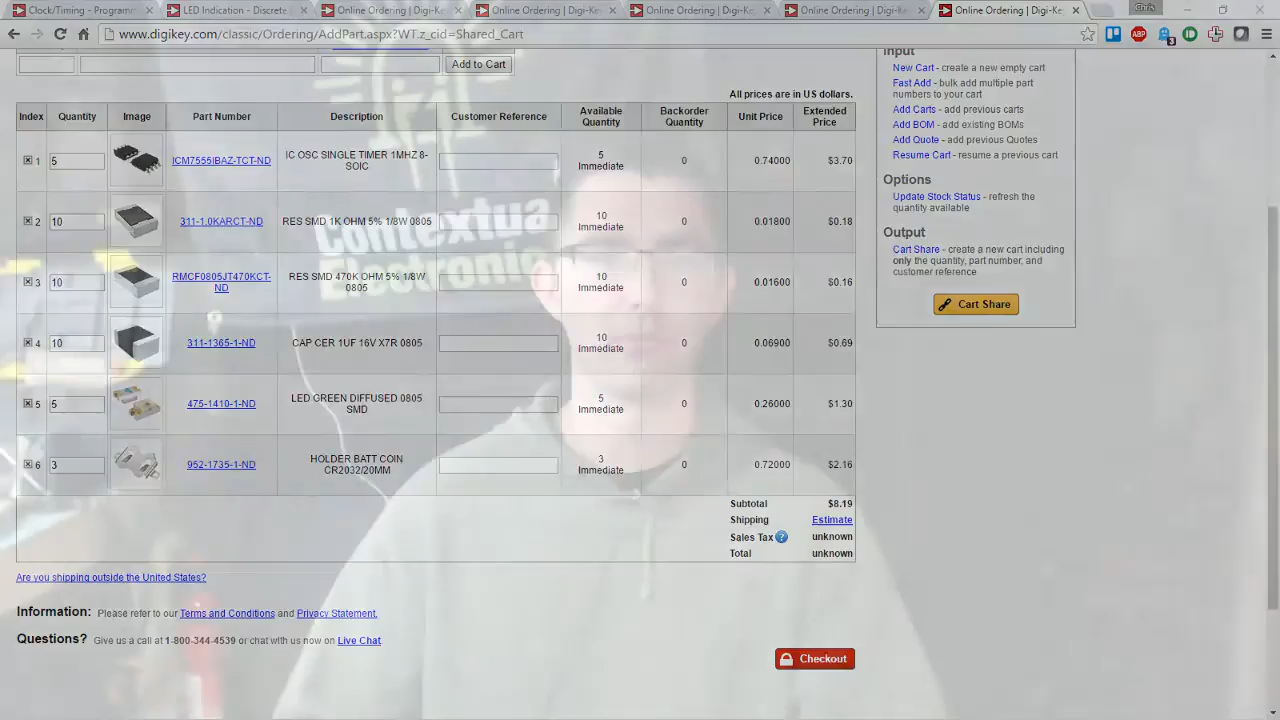 Clock/Timing - Programm
LED Indication - Discrete
Online Ordering | Digi-Ke
Online Ordering | Digi-Ke
Online Ordering | Digi-Ke
Online Ordering | Digi-Ke
Online Ordering | Digi-Ke
Chris
www.digikey.com/classic/Ordering/AddPart.aspx?WT.z_cid=Shared_Cart
ABP
3
Add to Cart
All prices are in US dollars.
Index Quantity Image Part Number Description Customer Reference Available Quantity Backorder Quantity Unit Price Extended Price
1 5 ICM7555IBAZ-TCT-ND IC OSC SINGLE TIMER 1MHZ 8-SOIC 5 Immediate 0 0.74000 $3.70
2 10 311-1.0KARCT-ND RES SMD 1K OHM 5% 1/8W 0805 10 Immediate 0 0.01800 $0.18
3 10 RMCF0805JT470KCT-ND RES SMD 470K OHM 5% 1/8W 0805 10 Immediate 0 0.01600 $0.16
4 10 311-1365-1-ND CAP CER 1UF 16V X7R 0805 10 Immediate 0 0.06900 $0.69
5 5 475-1410-1-ND LED GREEN DIFFUSED 0805 SMD 5 Immediate 0 0.26000 $1.30
6 3 952-1735-1-ND HOLDER BATT COIN CR2032/20MM 3 Immediate 0 0.72000 $2.16
Subtotal $8.19
Shipping Estimate
Sales Tax ? unknown
Total unknown
Are you shipping outside the United States?
Information: Please refer to our Terms and Conditions and Privacy Statement.
Questions? Give us a call at 1-800-344-4539 or chat with us now on Live Chat
Checkout
Input
New Cart - create a new empty cart
Fast Add - bulk add multiple part
numbers to your cart
Add Carts - add previous carts
Add BOM - add existing BOMs
Add Quote - add previous Quotes
Resume Cart - resume a previous cart
Options
Update Stock Status - refresh the
quantity available
Output
Cart Share - create a new cart including
only the quantity, part number, and
customer reference
Cart Share
Contextua
Electronic